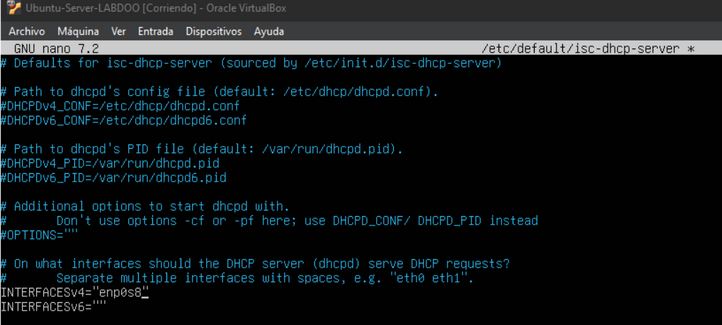 Ubuntu-Server-LABDOO [Corriendo] - Oracle VirtualBox
Archivo Máquina Ver Entrada Dispositivos Ayuda
GNU nano 7.2 /etc/default/isc-dhcp-server *
# Defaults for isc-dhcp-server (sourced by /etc/init.d/isc-dhcp-server)
# Path to dhcpd's config file (default: /etc/dhcp/dhcpd.conf).
#DHCPDv4_CONF=/etc/dhcp/dhcpd.conf
#DHCPDv6_CONF=/etc/dhcp/dhcpd6.conf
# Path to dhcpd's PID file (default: /var/run/dhcpd.pid).
#DHCPDv4_PID=/var/run/dhcpd.pid
#DHCPDv6_PID=/var/run/dhcpd6.pid
# Additional options to start dhcpd with.
# Don't use options -cf or -pf here; use DHCPD_CONF/ DHCPD_PID instead
#OPTIONS=""
# On what interfaces should the DHCP server (dhcpd) serve DHCP requests?
# Separate multiple interfaces with spaces, e.g. "eth0 eth1".
INTERFACESv4="enp0s8"
INTERFACESv6=""